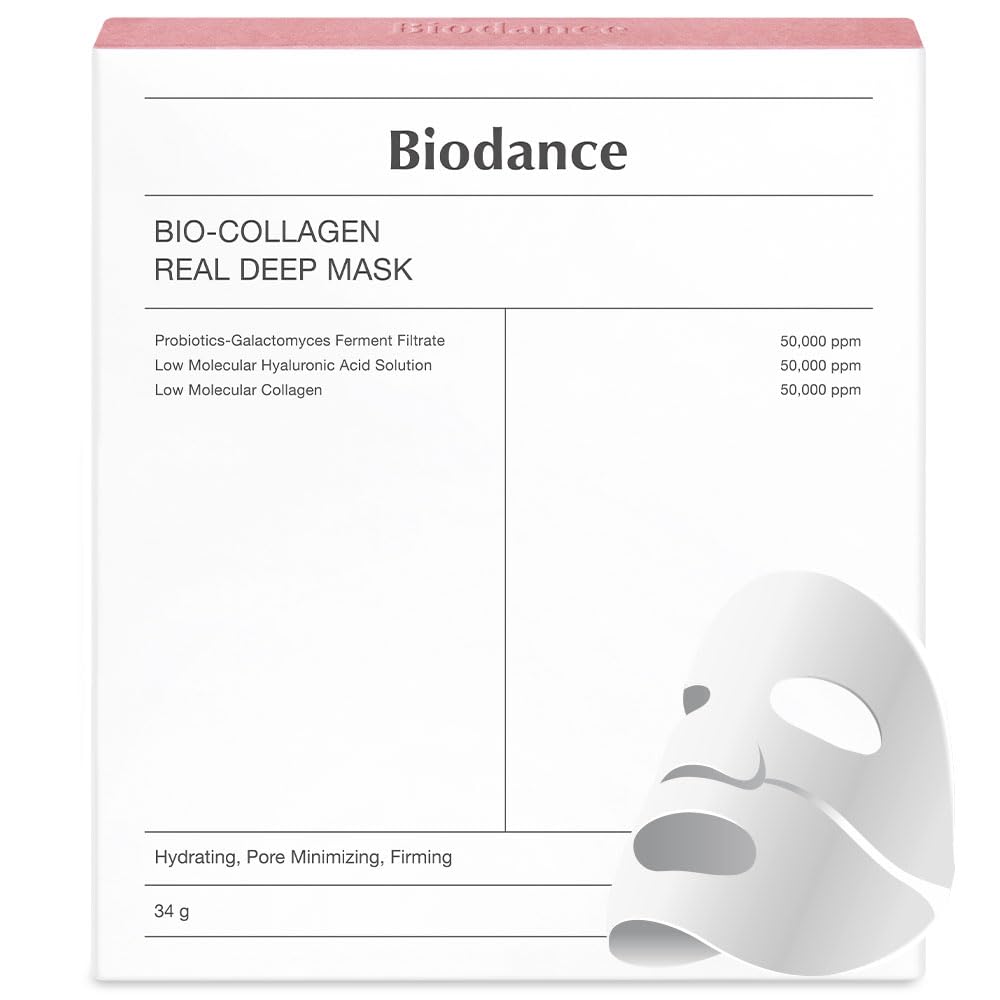 Biodance
Biodance
BIO-COLLAGEN
REAL DEEP MASK
Probiotics-Galactomyces Ferment Filtrate 50,000 ppm
Low Molecular Hyaluronic Acid Solution 50,000 ppm
Low Molecular Collagen 50,000 ppm
Hydrating, Pore Minimizing, Firming
34 g